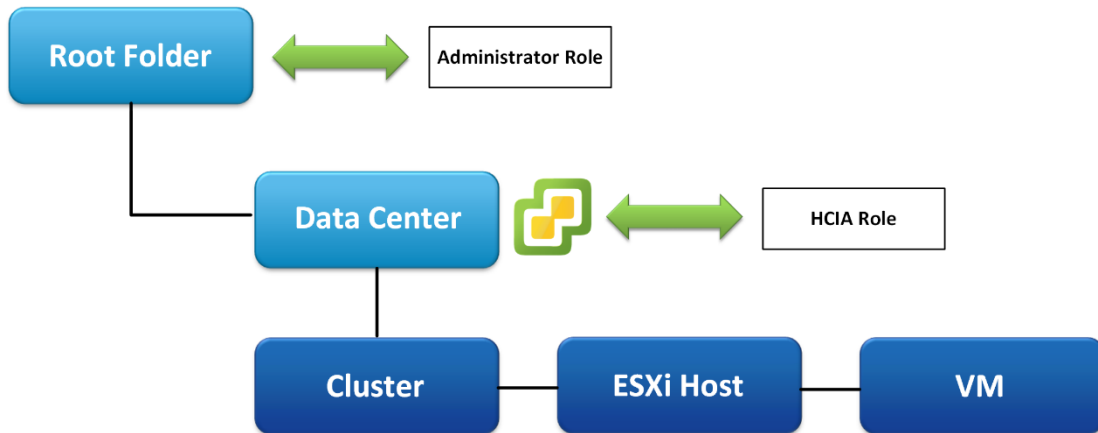 Root Folder
Administrator Role
Data Center
HCIA Role
Cluster
ESXi Host
VM